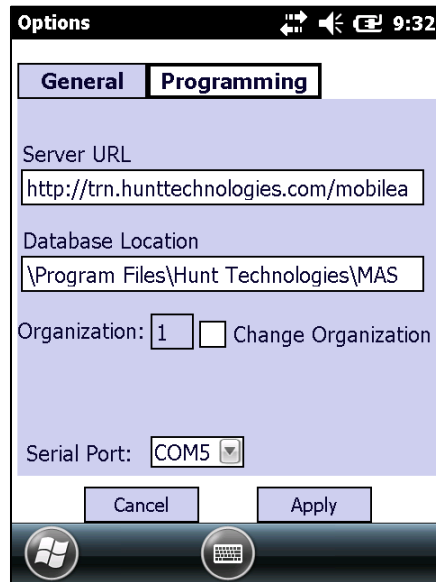 Options 9:32
General Programming
Server URL
http://trn.hunttechnologies.com/mobilea
Database Location
\Program Files\Hunt Technologies\MAS
Organization: 1 Change Organization
Serial Port: COM5
Cancel Apply